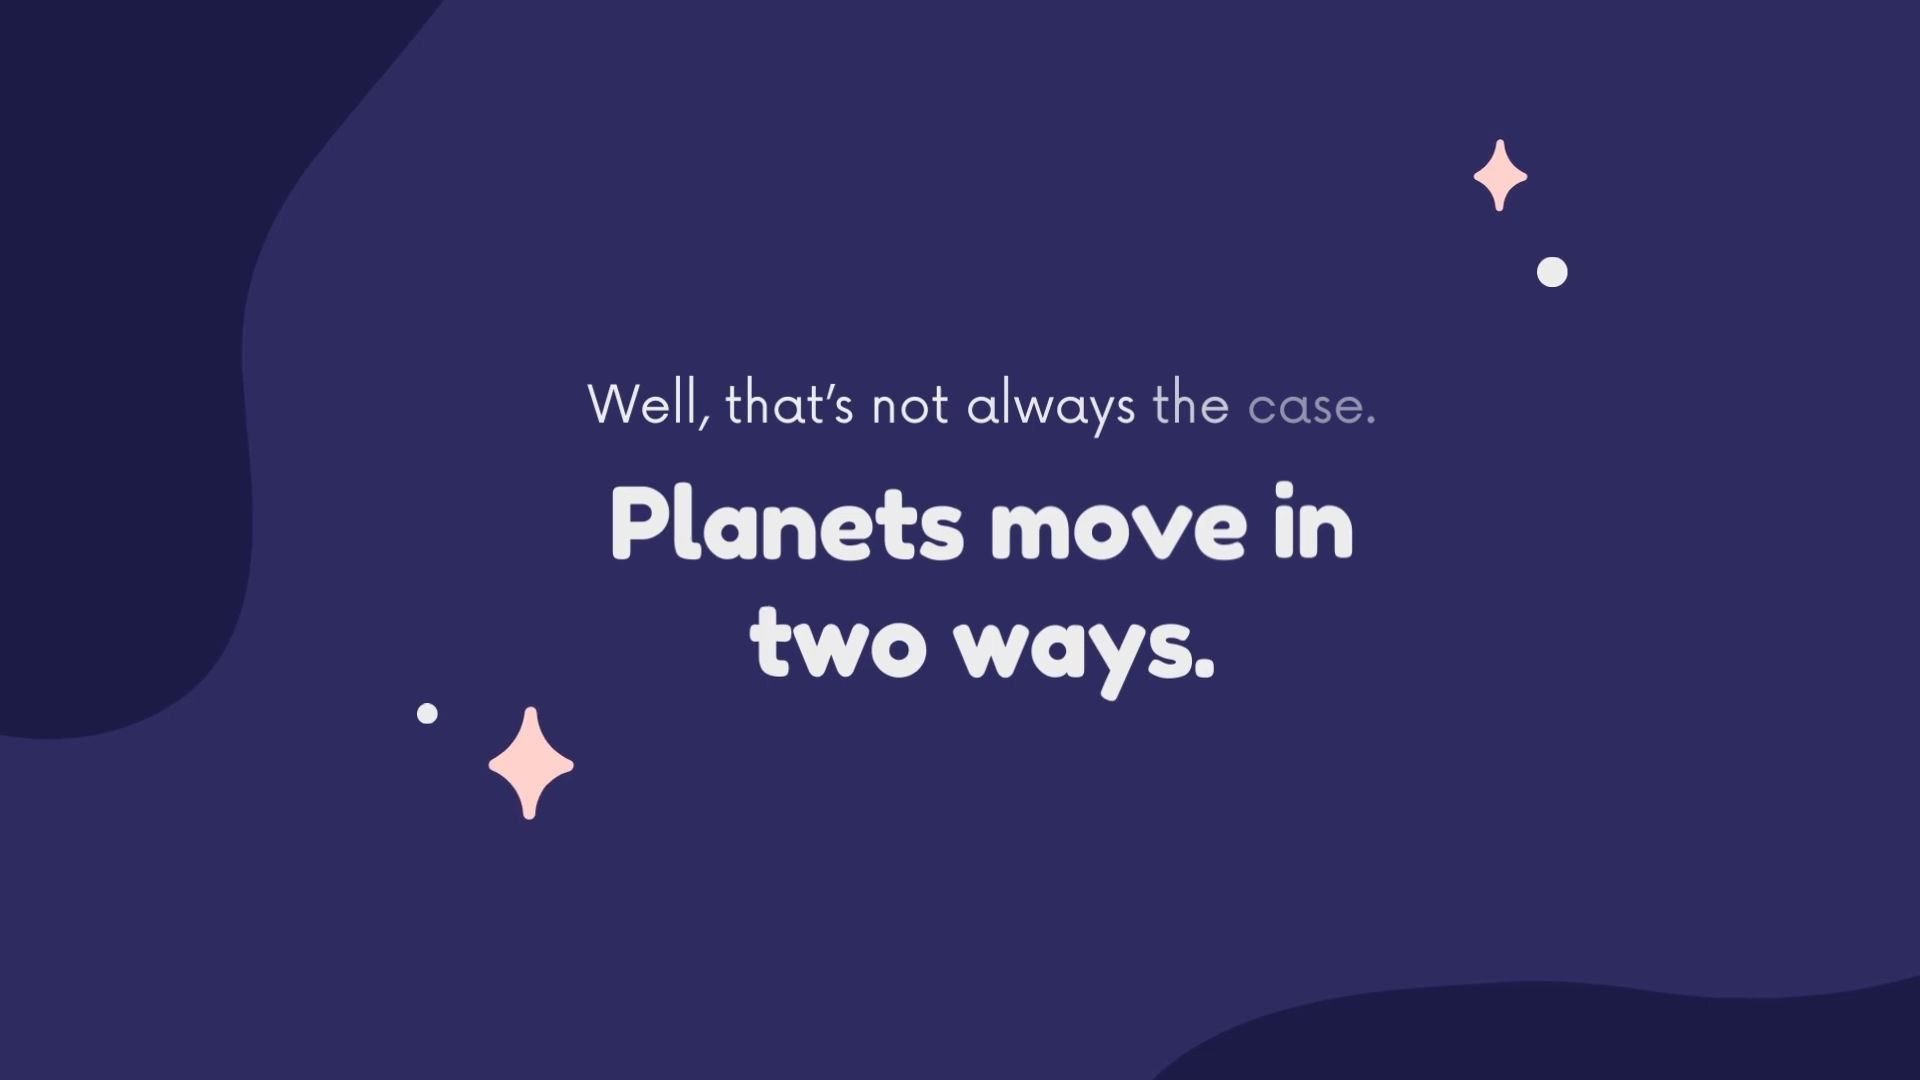 Well, that’s not always the case.
Planets move in
two ways.